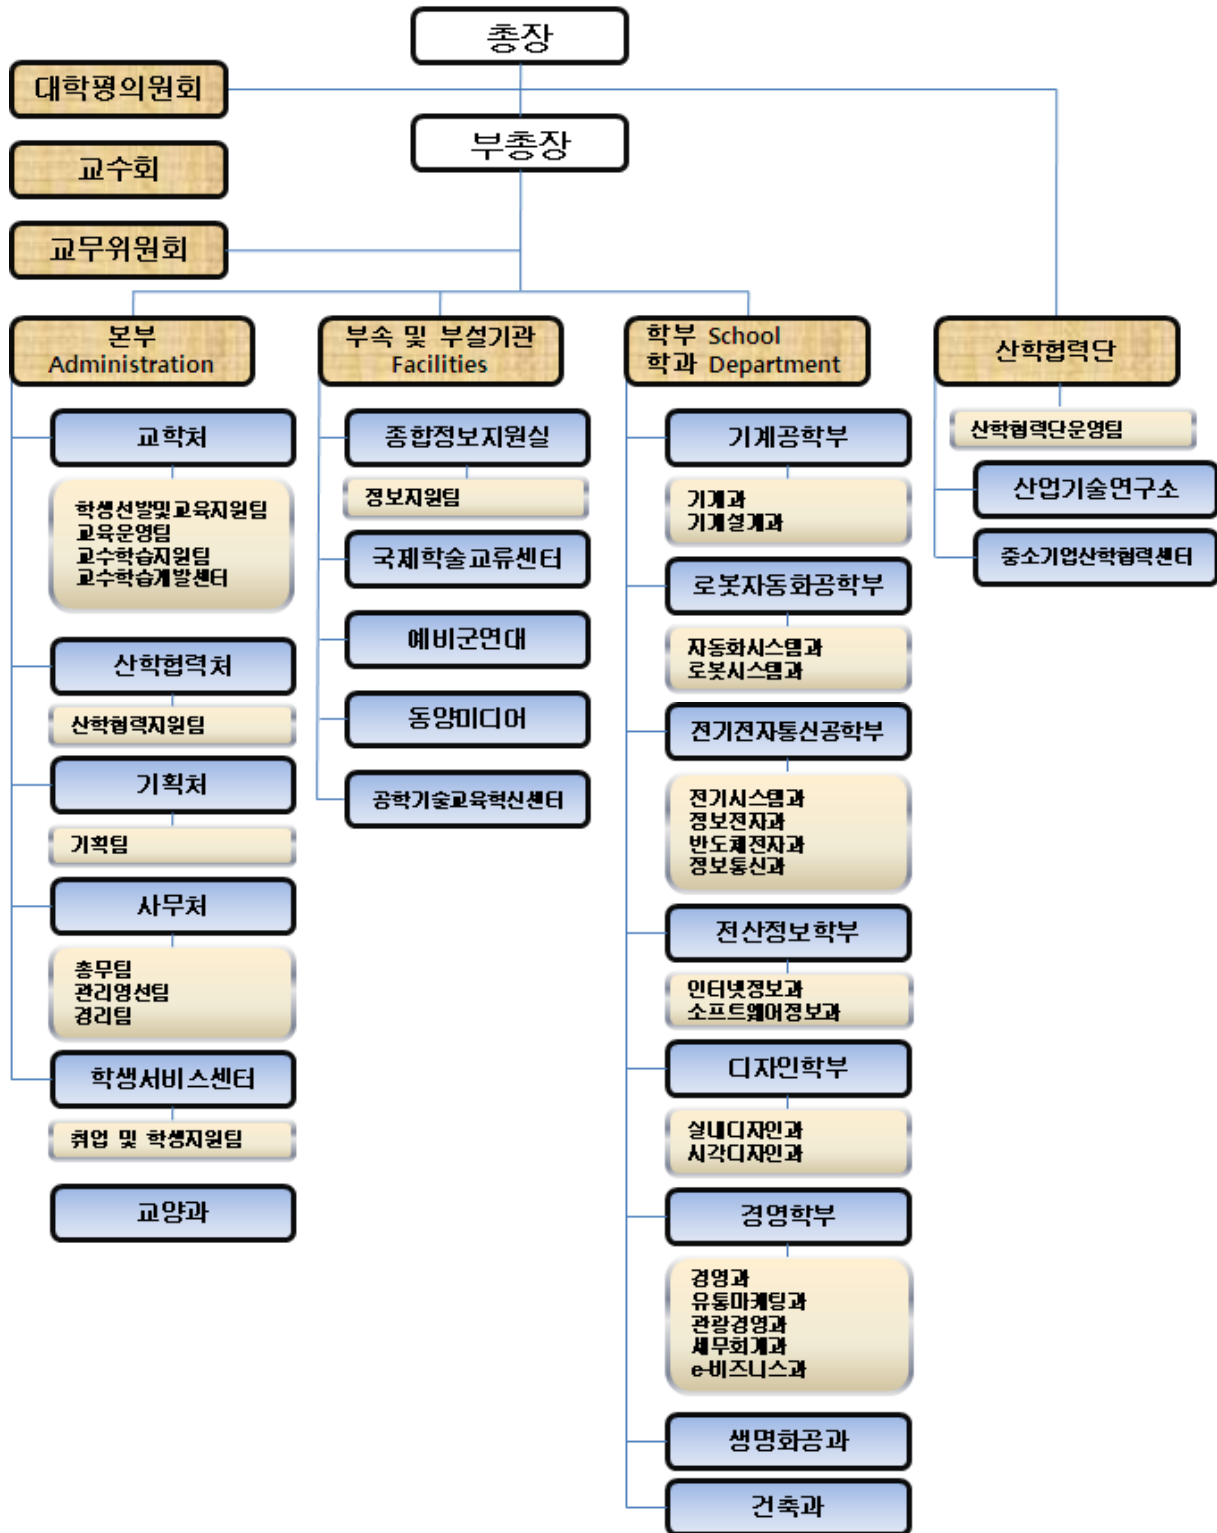 총장
대학평의원회
부총장
교수회
교무위원회
본부
Administration
교학처
학생선발및교육지원팀
교육운영팀
교수학습지원팀
교수학습개발센터
산학협력처
산학협력지원팀
기획처
기획팀
사무처
총무팀
관리영선팀
경리팀
학생서비스센터
취업 및 학생지원팀
교양과
부속 및 부설기관
Facilities
종합정보지원실
정보지원팀
국제학술교류센터
예비군연대
동양미디어
공학기술교육혁신센터
학부 School
학과 Department
기계공학부
기계과
기계설계과
로봇자동화공학부
자동화시스템과
로봇시스템과
전기전자통신공학부
전기시스템과
정보전자과
반도체전자과
정보통신과
전산정보학부
인터넷정보과
소프트웨어정보과
디자인학부
실내디자인과
시각디자인과
경영학부
경영과
유통마케팅과
관광경영과
세무회계과
e-비즈니스과
생명화공과
건축과
산학협력단
산학협력단운영팀
산업기술연구소
중소기업산학협력센터